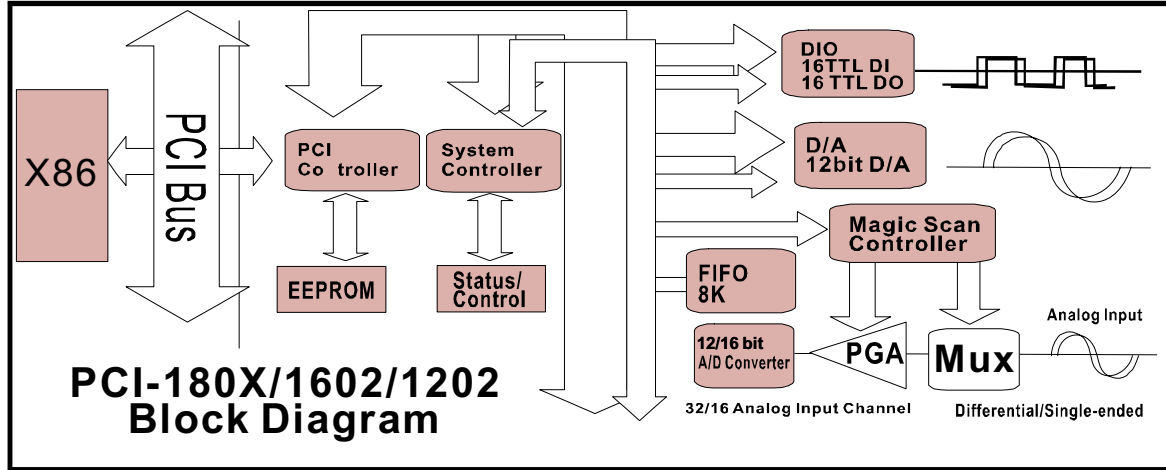 X86
PCI Bus
PCI
Co troller
System
Controller
EEPROM
Status/
Control
DIO
16TTL DI
16 TTL DO
D/A
12bit D/A
Magic Scan
Controller
FIFO
8K
12/16 bit
A/D Converter
PGA
Mux
Analog Input
32/16 Analog Input Channel
Differential/Single-ended
PCI-180X/1602/1202
Block Diagram